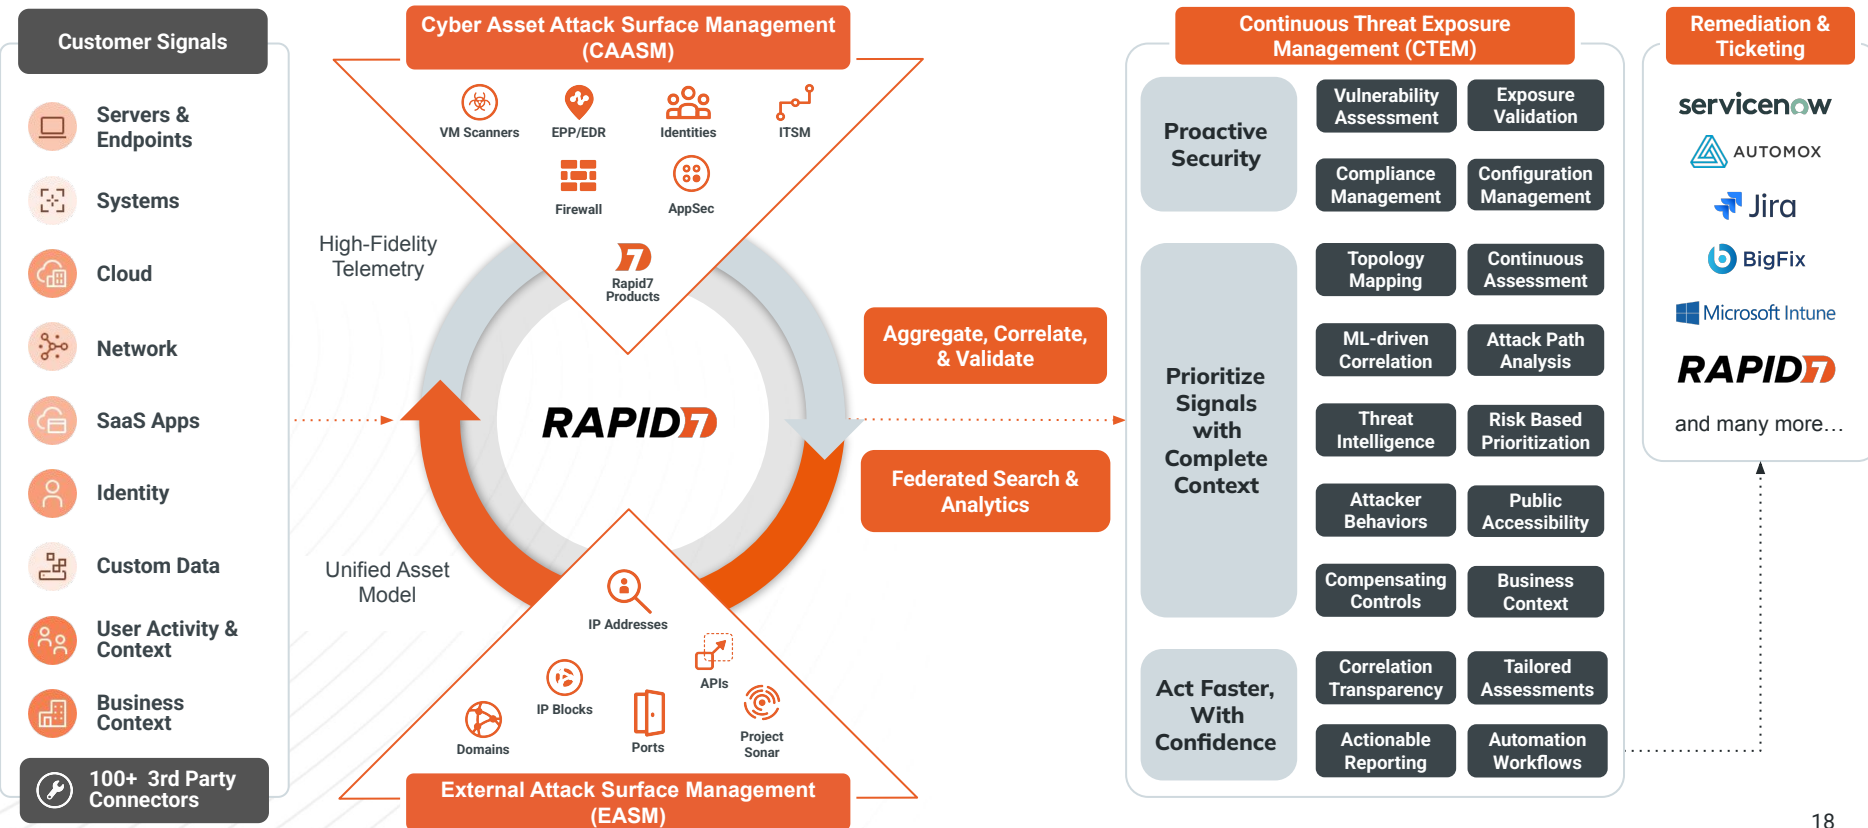 Customer Signals
Servers &
Endpoints
Systems
Cloud
Network
SaaS Apps
Identity
Custom Data
User Activity &
Context
Business
Context
100+ 3rd Party
Connectors
High-Fidelity
Telemetry
Unified Asset
Model
Cyber Asset Attack Surface Management
(CAASM)
VM Scanners
EPP/EDR
Identities
ITSM
Firewall
AppSec
Rapid7
Products
RAPID7
IP Addresses
APIs
IP Blocks
Domains
Ports
Project
Sonar
External Attack Surface Management
(EASM)
Aggregate, Correlate,
& Validate
Federated Search &
Analytics
Continuous Threat Exposure
Management (CTEM)
Proactive
Security
Vulnerability
Assessment
Exposure
Validation
Compliance
Management
Configuration
Management
Prioritize
Signals
with
Complete
Context
Topology
Mapping
Continuous
Assessment
ML-driven
Correlation
Attack Path
Analysis
Threat
Intelligence
Risk Based
Prioritization
Attacker
Behaviors
Public
Accessibility
Compensating
Controls
Business
Context
Act Faster,
With
Confidence
Correlation
Transparency
Tailored
Assessments
Actionable
Reporting
Automation
Workflows
Remediation &
Ticketing
servicenow
AUTOMOX
Jira
BigFix
Microsoft Intune
RAPID7
and many more…
18